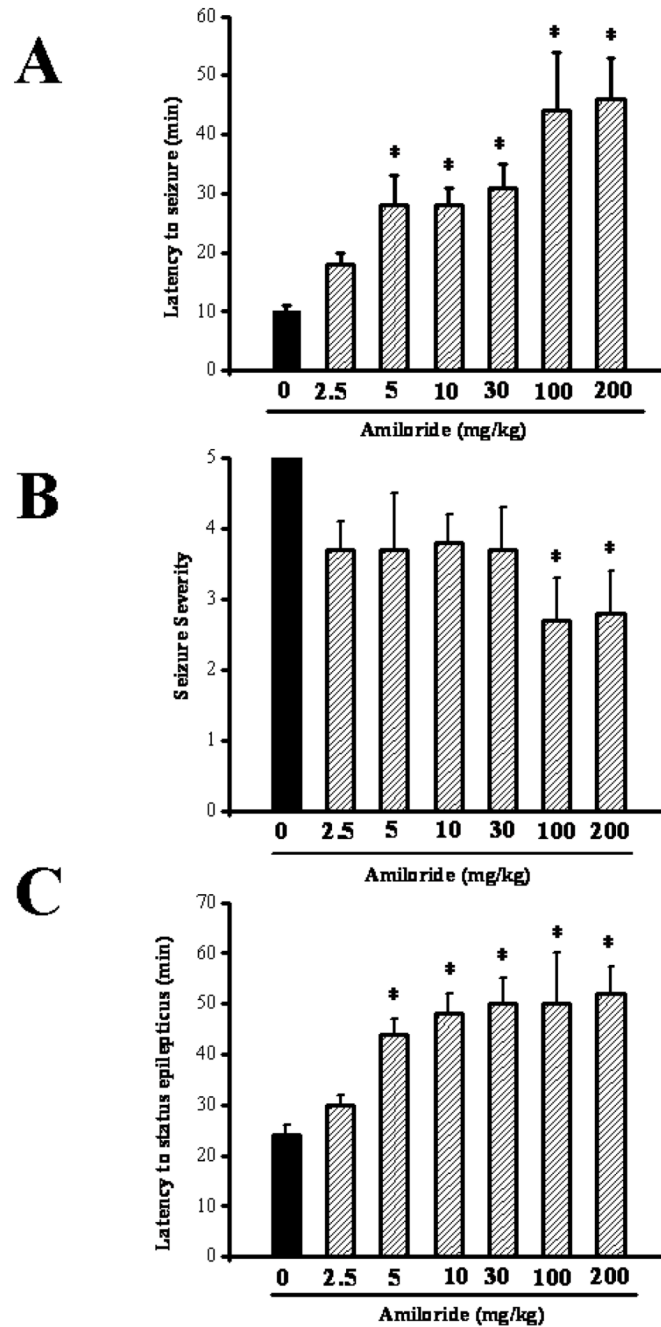 A
Latency to seizure (min)
60
50
40
30
20
10
0
* * * * *
0 2.5 5 10 30 100 200
Amiloride (mg/kg)
B
Seizure Severity
5
4
3
2
1
0
* *
0 2.5 5 10 30 100 200
Amiloride (mg/kg)
C
Latency to status epilepticus (min)
70
60
50
40
30
20
10
0
* * * * *
0 2.5 5 10 30 100 200
Amiloride (mg/kg)